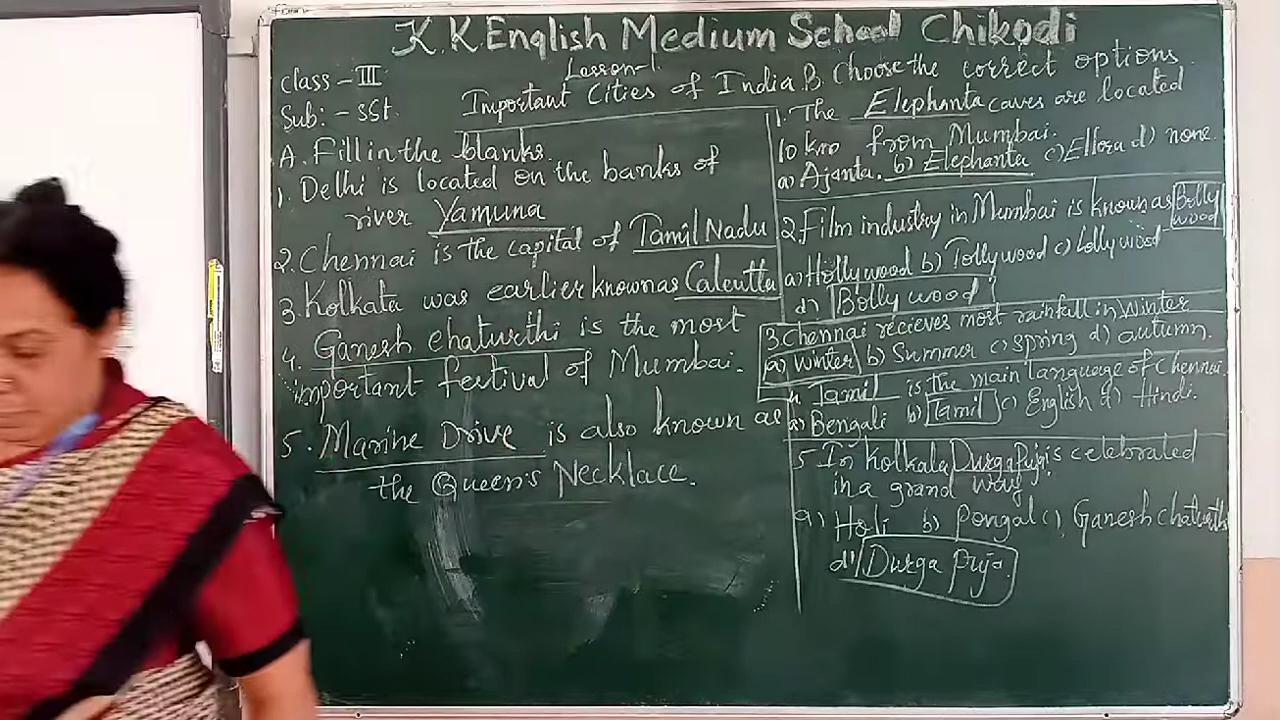 K.K. English Medium School Chikodi
Class - III
Lesson-1
Sub:- SSt.
Important Cities of India
A. Fill in the blanks.
1. Delhi is located on the banks of
river Yamuna
2. Chennai is the capital of Tamil Nadu
3. Kolkata was earlier known as Calcutta
4. Ganesh chaturthi is the most
important festival of Mumbai.
5. Marine Drive is also known as
the Queen's Necklace.
B. Choose the correct options
1. The Elephanta caves are located
10 km from Mumbai.
a) Ajanta. b) Elephanta c) Ellora d) none.
2. Film industry in Mumbai is known as Bolly
wood
a) Hollywood b) Tollywood c) Lollywood
d) Bolly wood
3. Chennai recieves most rainfall in Winter
a) Winter b) Summer c) spring d) autumn.
4. Tamil is the main language of Chennai.
a) Bengali b) Tamil c) English d) Hindi.
5 In Kolkala Durga Puja is celebrated
in a grand way.
a) Holi b) Pongal c) Ganesh chaturthi
d) Durga Puja.